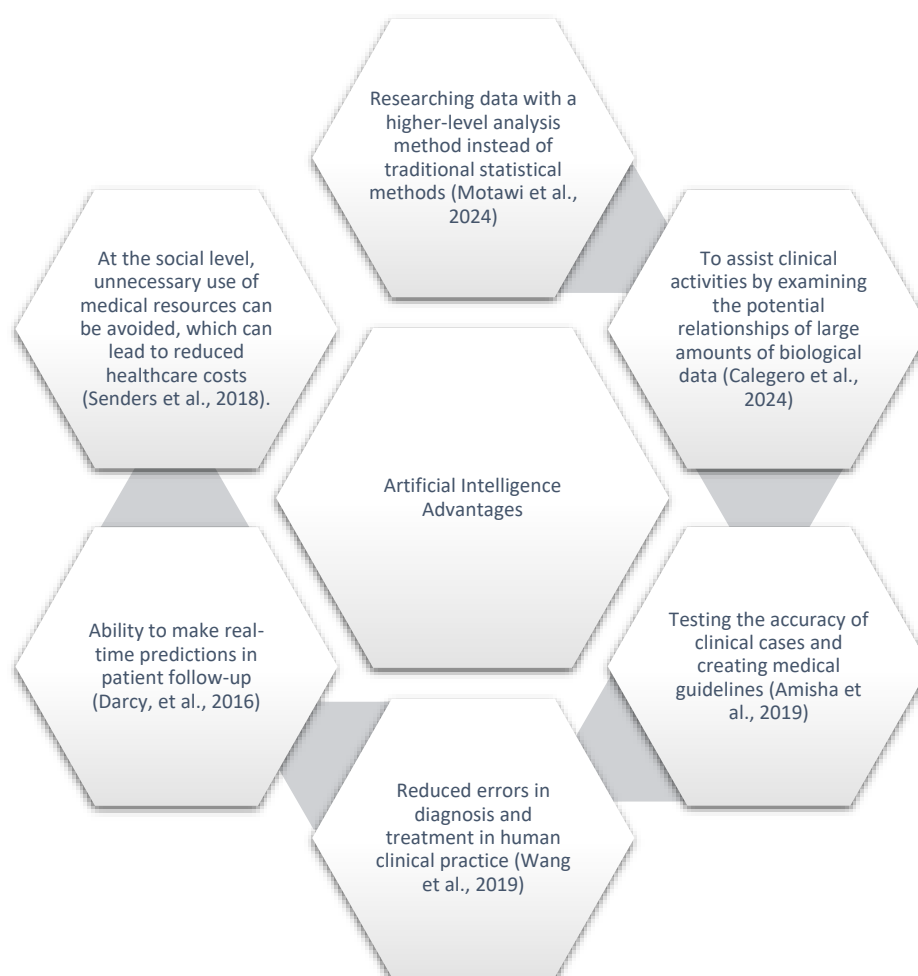 Researching data with a
higher-level analysis
method instead of
traditional statistical
methods (Motawi et al.,
2024)
To assist clinical
activities by examining
the potential
relationships of large
amounts of biological
data (Calegero et al.,
2024)
Testing the accuracy of
clinical cases and
creating medical
guidelines (Amisha et
al., 2019)
Reduced errors in
diagnosis and
treatment in human
clinical practice (Wang
et al., 2019)
Ability to make real-
time predictions in
patient follow-up
(Darcy, et al., 2016)
At the social level,
unnecessary use of
medical resources can
be avoided, which can
lead to reduced
healthcare costs
(Senders et al., 2018).
Artificial Intelligence
Advantages